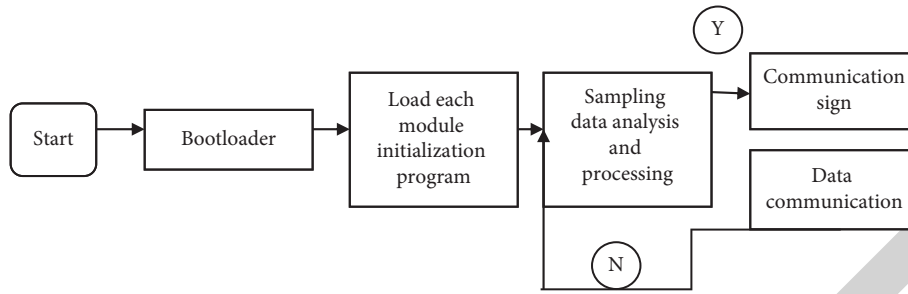 Start
Bootloader
Load each
module
initialization
program
Sampling
data analysis
and
processing
Y
Communication
sign
Data
communication
N